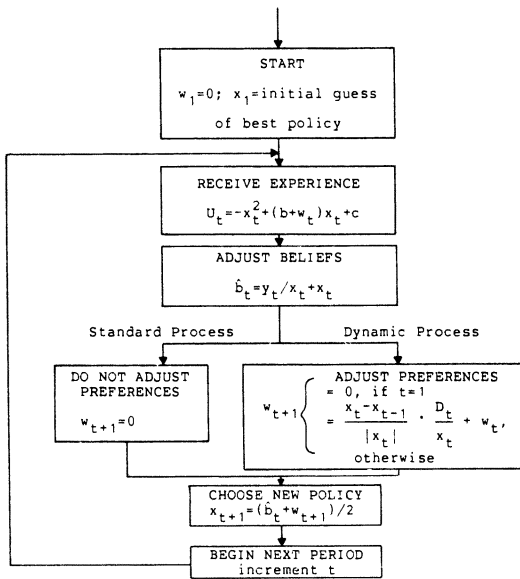 START
w₁=0; x₁=initial guess
of best policy
RECEIVE EXPERIENCE
Uₜ=-xₜ²+(b+wₜ)xₜ+c
ADJUST BELIEFS
b̂ₜ=yₜ/xₜ+xₜ
Standard Process Dynamic Process
DO NOT ADJUST
PREFERENCES
wₜ₊₁=0
ADJUST PREFERENCES
wₜ₊₁ { = 0, if t=1
= (xₜ-xₜ₋₁)/|xₜ| · Dₜ/xₜ + wₜ,
otherwise
CHOOSE NEW POLICY
xₜ₊₁=(b̂ₜ+wₜ₊₁)/2
BEGIN NEXT PERIOD
increment t